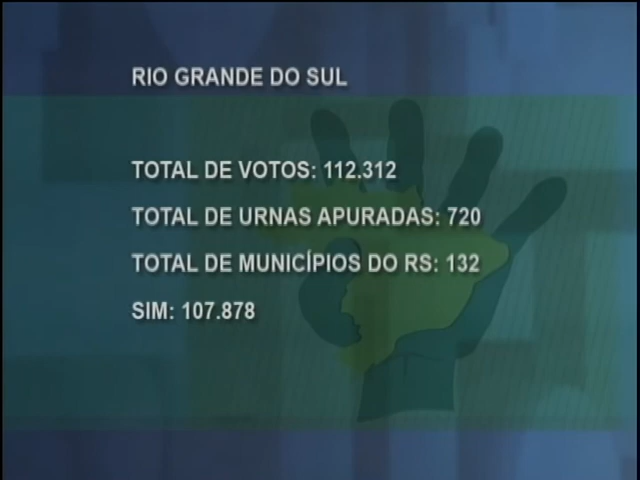 RIO GRANDE DO SUL
TOTAL DE VOTOS: 112.312
TOTAL DE URNAS APURADAS: 720
TOTAL DE MUNICÍPIOS DO RS: 132
SIM: 107.878